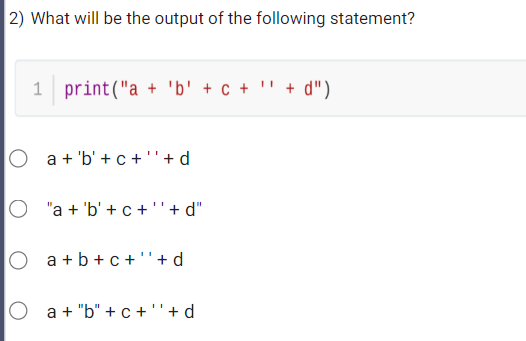 2) What will be the output of the following statement?
1 print("a + 'b' + c + '' + d")
a + 'b' + c + '' + d
"a + 'b' + c + '' + d"
a + b + c + '' + d
a + "b" + c + '' + d